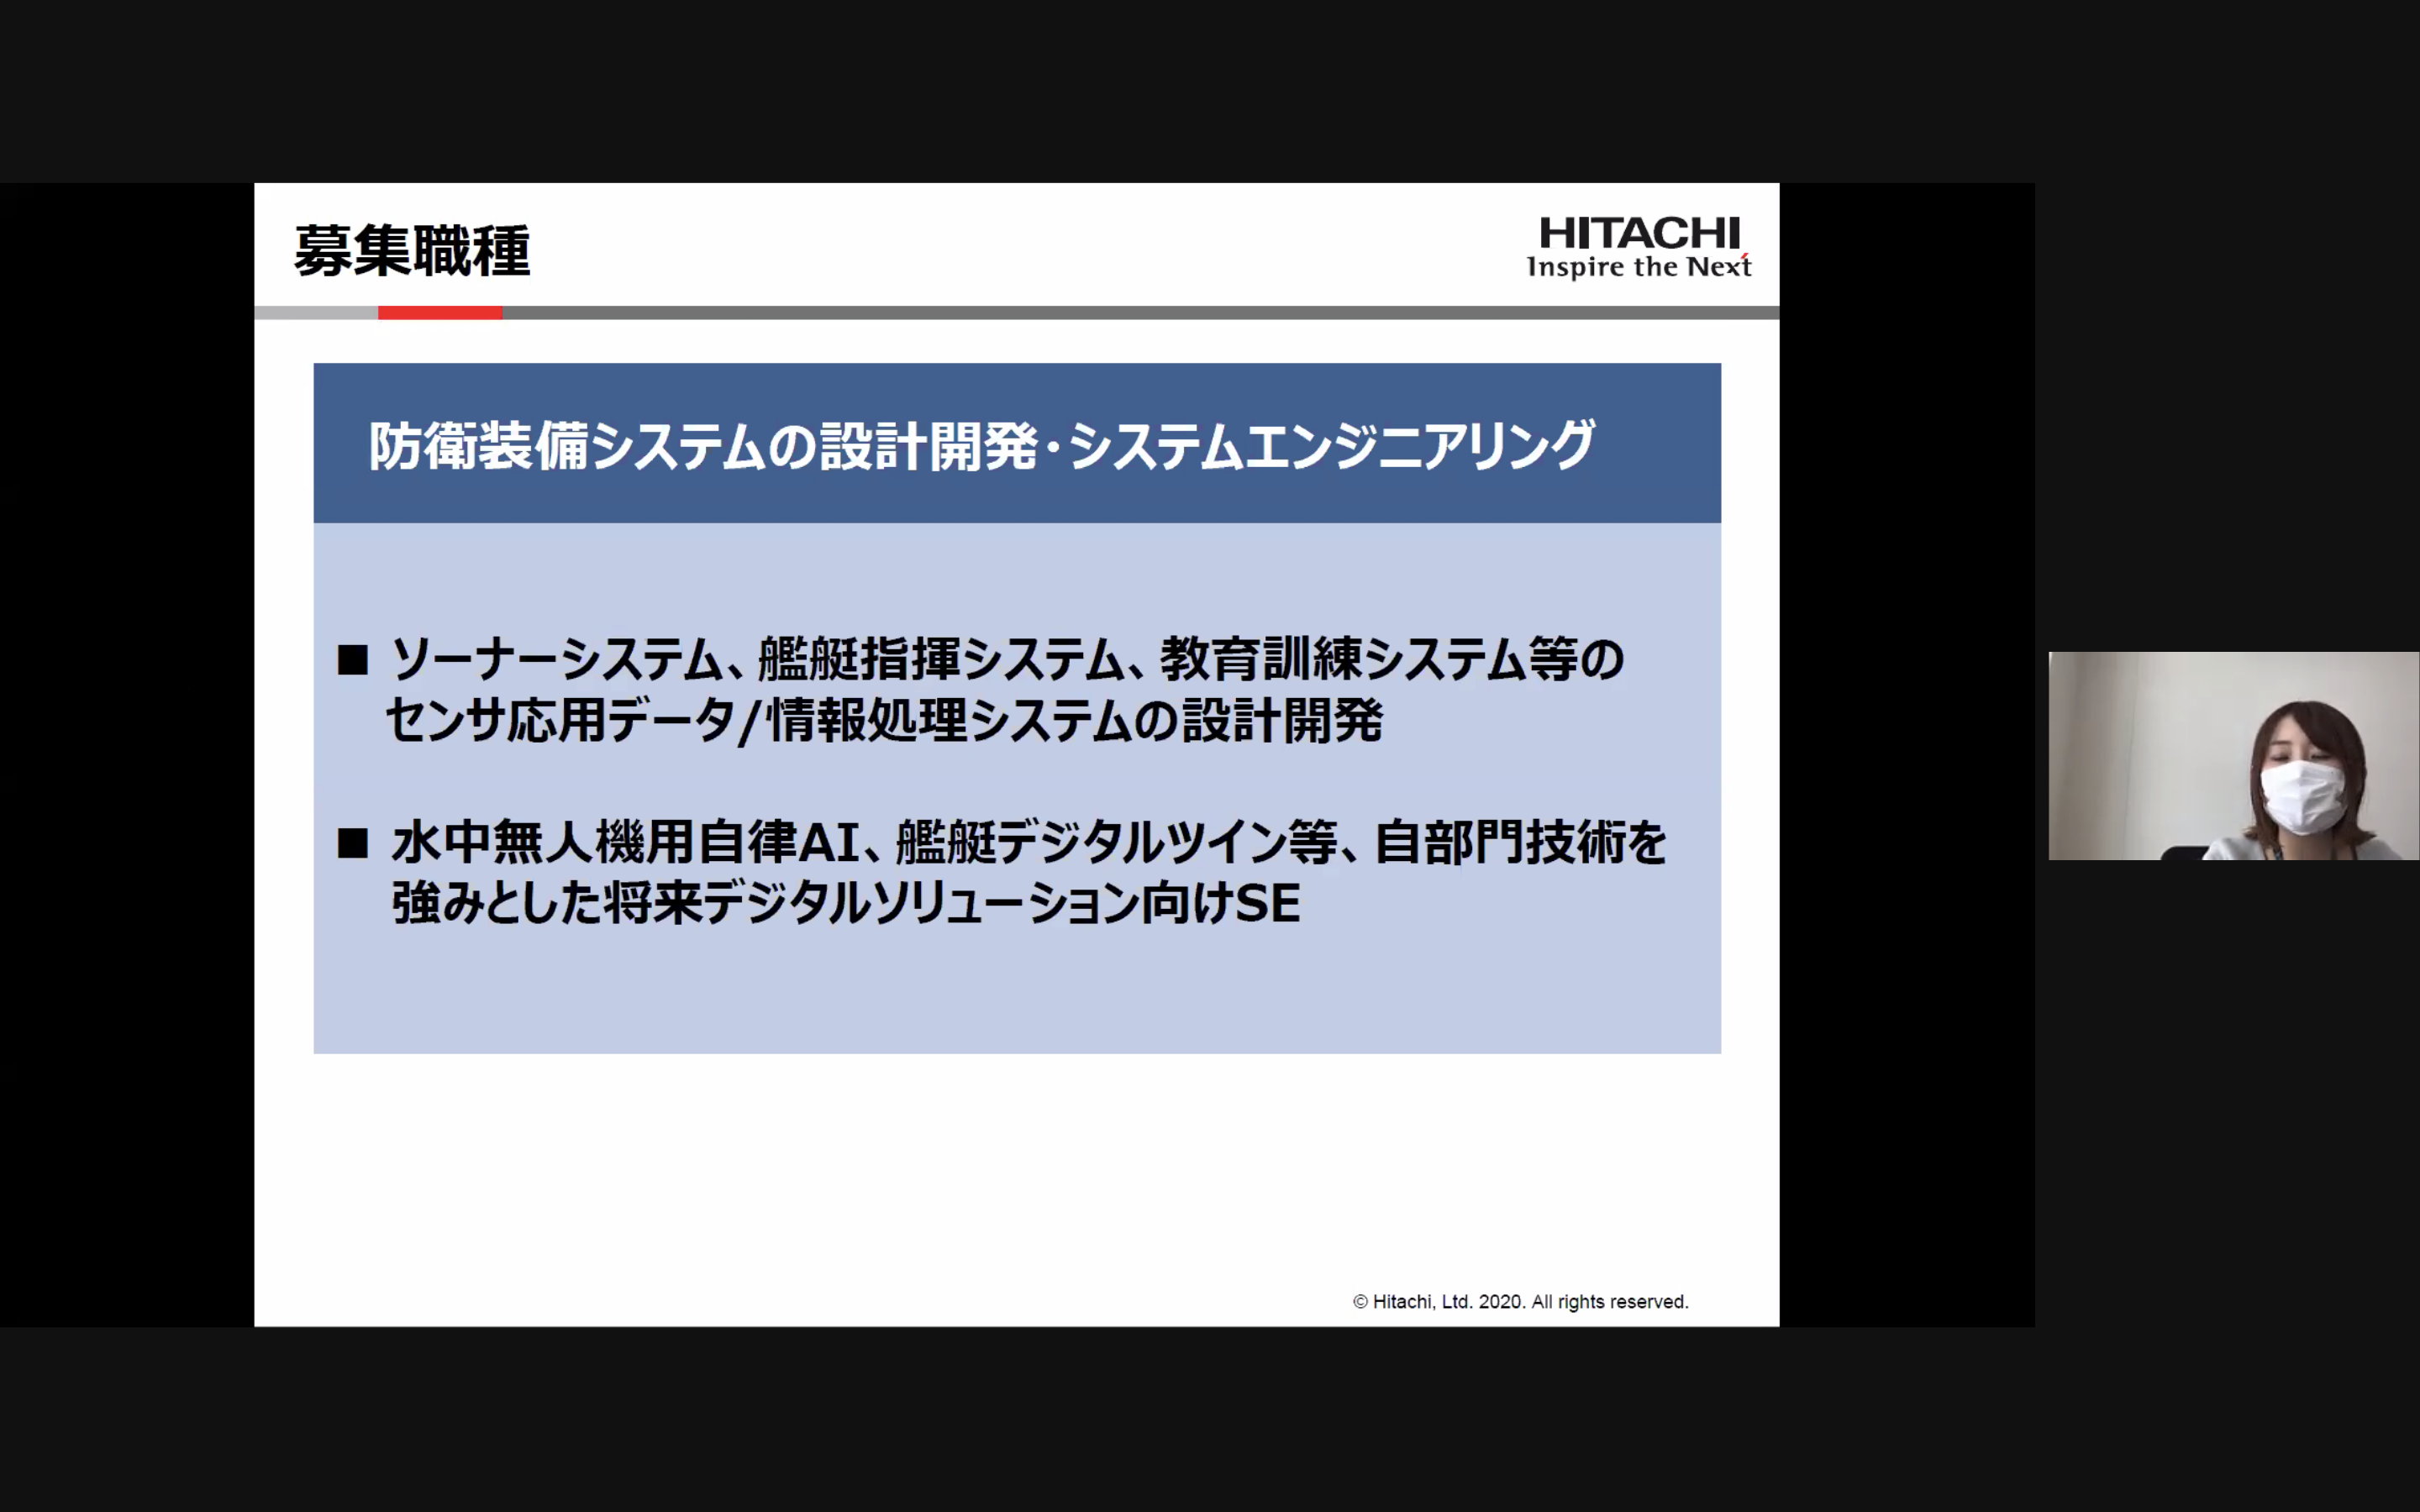 募集職種
HITACHI
Inspire the Next
防衛装備システムの設計開発・システムエンジニアリング
■ ソーナーシステム、艦艇指揮システム、教育訓練システム等の
センサ応用データ/情報処理システムの設計開発
■ 水中無人機用自律AI、艦艇デジタルツイン等、自部門技術を
強みとした将来デジタルソリューション向けSE
© Hitachi, Ltd. 2020. All rights reserved.